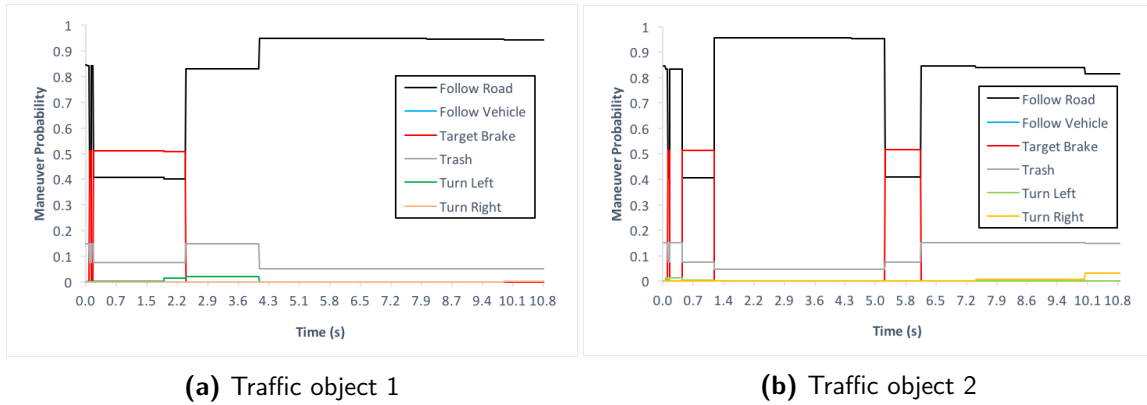 1
0.9
0.8
0.7
0.6
0.5
0.4
0.3
0.2
0.1
0
Maneuver Probability
0.0 0.7 1.5 2.2 2.9 3.6 4.3 5.0 5.8 6.5 7.2 7.9 8.6 9.4 10.1 10.8
Time (s)
Follow Road
Follow Vehicle
Target Brake
Trash
Turn Left
Turn Right
(a) Traffic object 1
1
0.9
0.8
0.7
0.6
0.5
0.4
0.3
0.2
0.1
0
Maneuver Probability
0.0 0.7 1.4 2.2 2.9 3.6 4.3 5.0 5.8 6.5 7.2 7.9 8.6 9.4 10.1 10.8
Time (s)
Follow Road
Follow Vehicle
Target Brake
Trash
Turn Left
Turn Right
(b) Traffic object 2